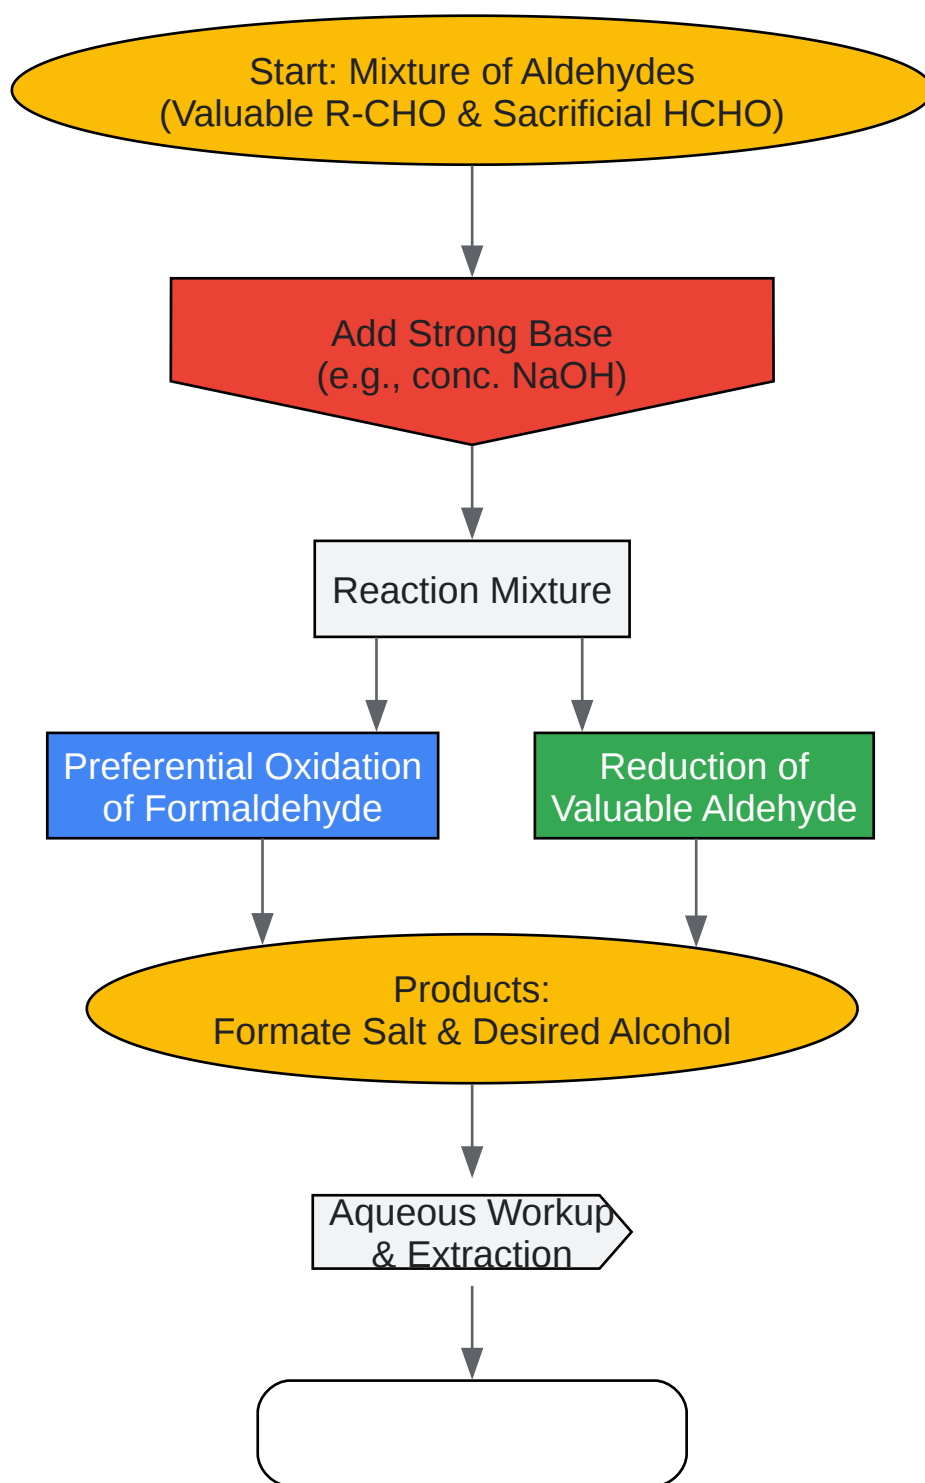 Start: Mixture of Aldehydes
(Valuable R-CHO & Sacrificial HCHO)
Add Strong Base
(e.g., conc. NaOH)
Reaction Mixture
Preferential Oxidation
of Formaldehyde
Reduction of
Valuable Aldehyde
Products:
Formate Salt & Desired Alcohol
Aqueous Workup
& Extraction